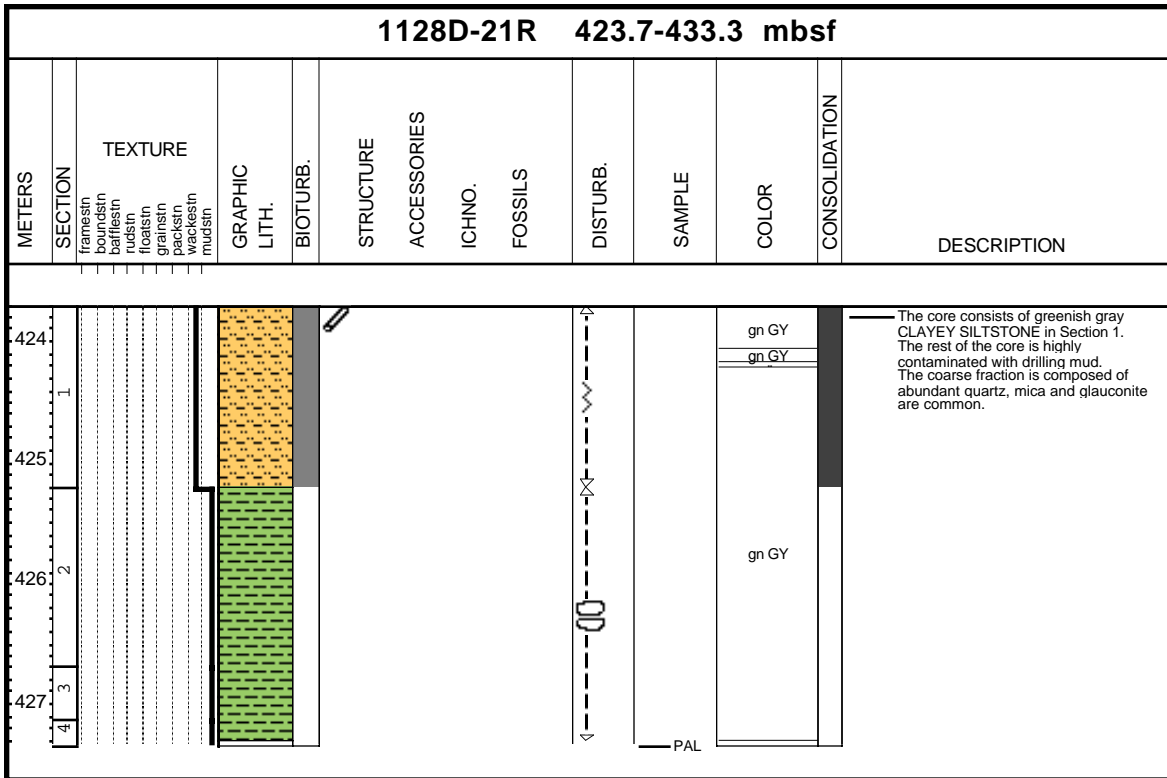 1128D-21R 423.7-433.3 mbsf
METERS
SECTION
TEXTURE
framestn
boundstn
bafflestn
rudstn
floatstn
grainstn
packstn
wackestn
mudstn
GRAPHIC
LITH.
BIOTURB.
STRUCTURE
ACCESSORIES
ICHNO.
FOSSILS
DISTURB.
SAMPLE
COLOR
CONSOLIDATION
DESCRIPTION
424
425
426
427
1
2
3
4
gn GY
gn GY
gn GY
PAL
The core consists of greenish gray
CLAYEY SILTSTONE in Section 1.
The rest of the core is highly
contaminated with drilling mud.
The coarse fraction is composed of
abundant quartz, mica and glauconite
are common.